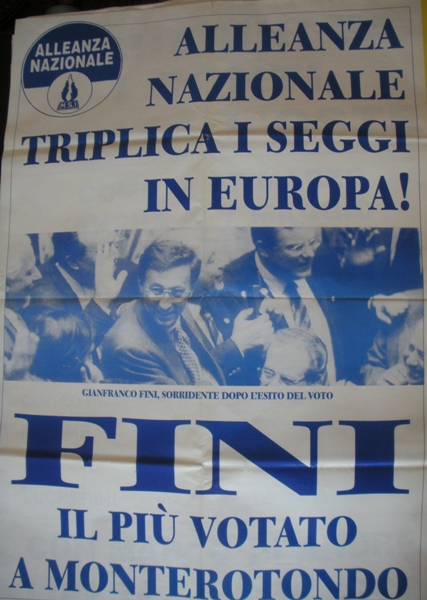 ALLEANZA
NAZIONALE
M.S.I.
ALLEANZA
NAZIONALE
TRIPLICA I SEGGI
IN EUROPA!
GIANFRANCO FINI, SORRIDENTE DOPO L'ESITO DEL VOTO
FINI
IL PIÙ VOTATO
A MONTEROTONDO